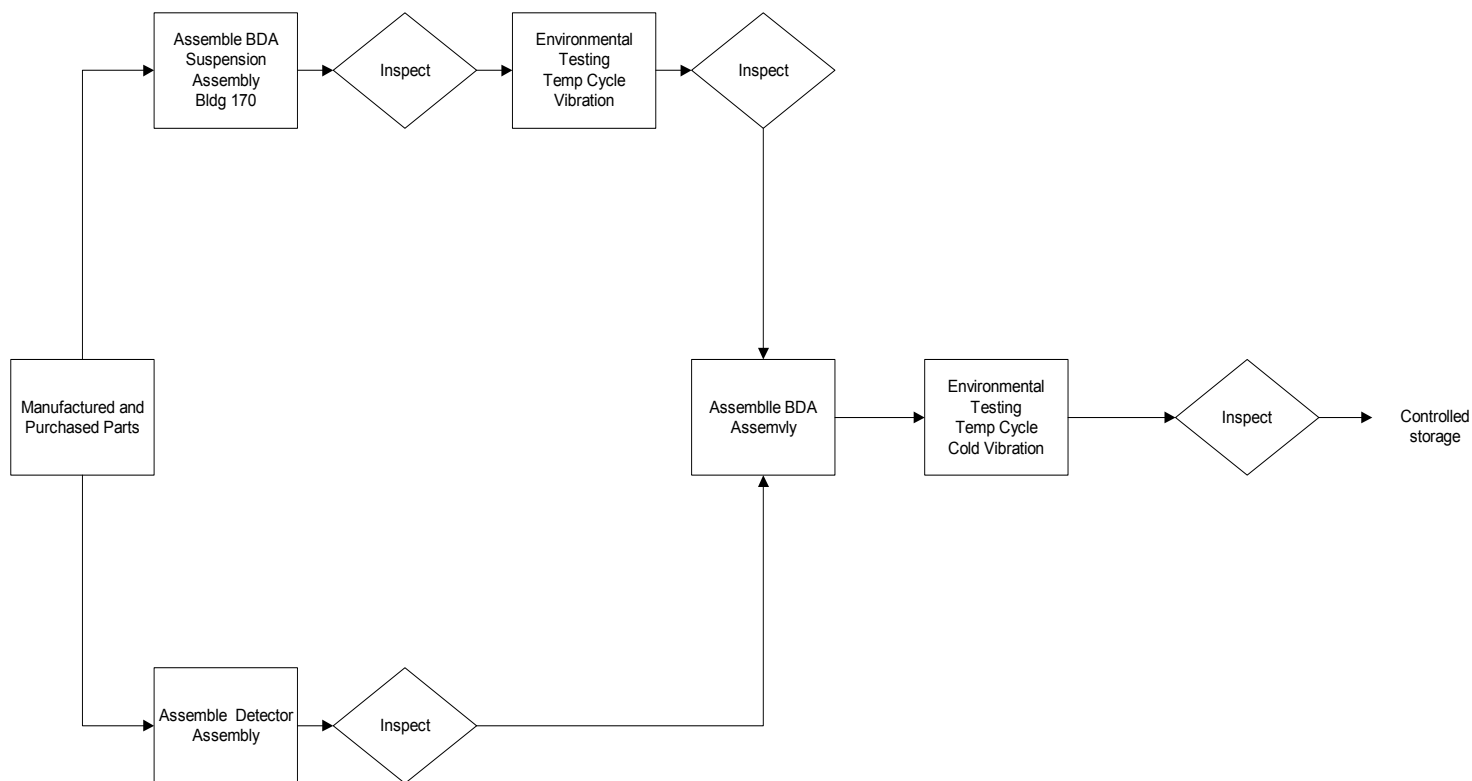 Assemble BDA
Suspension
Assembly
Bldg 170
Inspect
Environmental
Testing
Temp Cycle
Vibration
Inspect
Manufactured and
Purchased Parts
Assemblle BDA
Assemvly
Environmental
Testing
Temp Cycle
Cold Vibration
Inspect
Controlled
storage
Assemble Detector
Assembly
Inspect